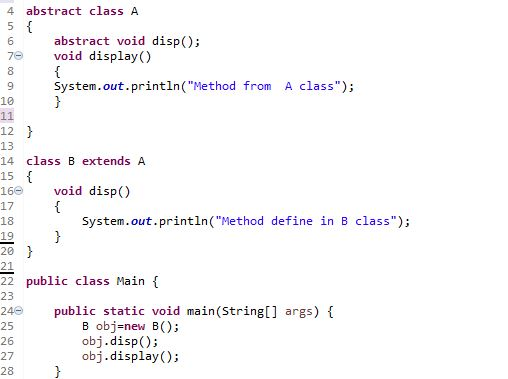 4 abstract class A
5 {
6     abstract void disp();
7     void display()
8     {
9     System.out.println("Method from  A class");
10     }
11
12 }
13
14 class B extends A
15 {
16     void disp()
17     {
18         System.out.println("Method define in B class");
19     }
20 }
21
22 public class Main {
23
24     public static void main(String[] args) {
25         B obj=new B();
26         obj.disp();
27         obj.display();
28     }